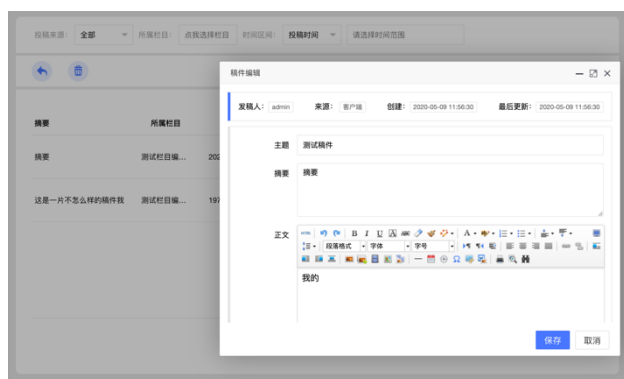 投稿来源： 全部 所属栏目： 点我选择栏目 时间区间： 投稿时间 请选择时间范围
稿件编辑
发稿人： admin 来源： 客户端 创建： 2020-05-09 11:56:30 最后更新： 2020-05-09 11:56:30
摘要 所属栏目
主题 测试稿件
摘要 测试栏目编... 202
摘要 摘要
这是一片不怎么样的稿件我 测试栏目编... 197
正文
HTML B I U A ABC A
段落格式 字体 字号
我的
保存 取消